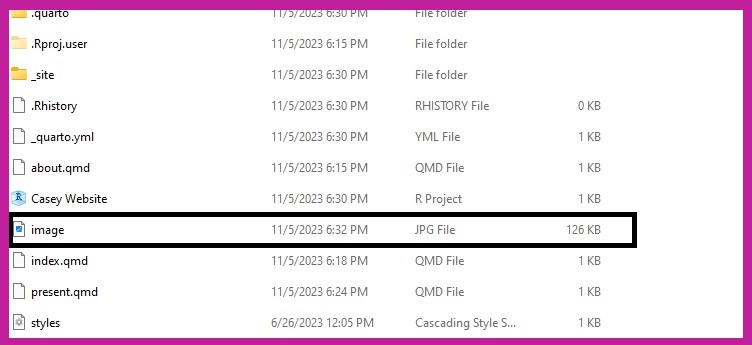 .quarto 11/5/2023 6:30 PM File folder
.Rproj.user 11/5/2023 6:15 PM File folder
_site 11/5/2023 6:30 PM File folder
.Rhistory 11/5/2023 6:30 PM RHISTORY File 0 KB
_quarto.yml 11/5/2023 6:30 PM YML File 1 KB
about.qmd 11/5/2023 6:15 PM QMD File 1 KB
Casey Website 11/5/2023 6:30 PM R Project 1 KB
image 11/5/2023 6:32 PM JPG File 126 KB
index.qmd 11/5/2023 6:18 PM QMD File 1 KB
present.qmd 11/5/2023 6:24 PM QMD File 1 KB
styles 6/26/2023 12:05 PM Cascading Style S... 1 KB